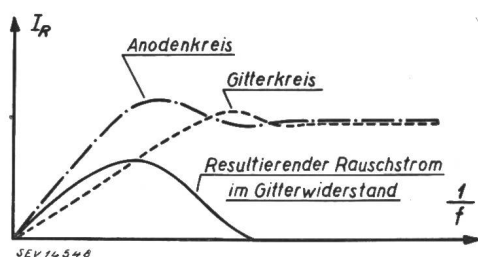 I_R
Anodenkreis
Gitterkreis
Resultierender Rauschstrom
im Gitterwiderstand
1/f
SEV 14548